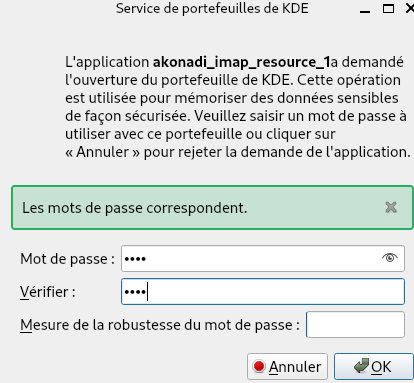 Service de portefeuilles de KDE
L'application akonadi_imap_resource_1a demandé
l'ouverture du portefeuille de KDE. Cette opération
est utilisée pour mémoriser des données sensibles
de façon sécurisée. Veuillez saisir un mot de passe à
utiliser avec ce portefeuille ou cliquer sur
« Annuler » pour rejeter la demande de l'application.
Les mots de passe correspondent.
Mot de passe : ••••
Vérifier : ••••
Mesure de la robustesse du mot de passe :
Annuler OK